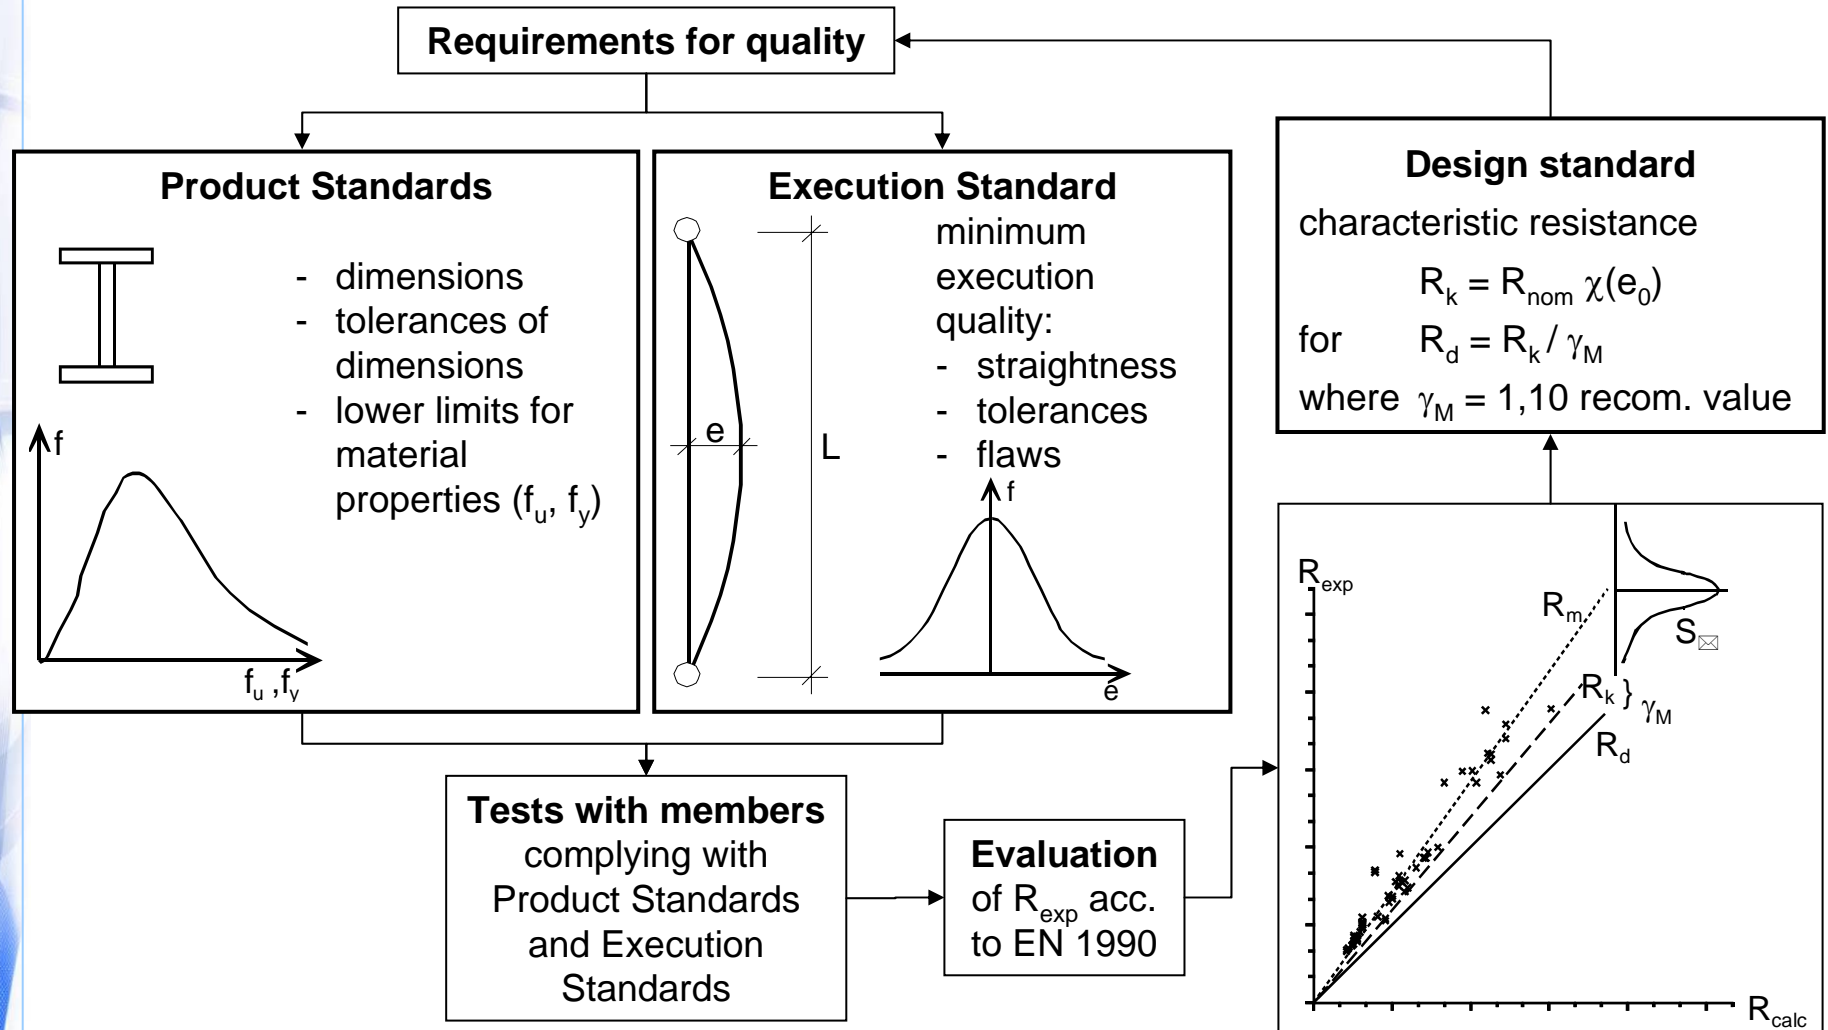 Requirements for quality
Product Standards
- dimensions
- tolerances of
dimensions
- lower limits for
material
properties (fu, fy)
f
fu ,fy
Execution Standard
minimum
execution
quality:
- straightness
- tolerances
- flaws
e
L
f
e
Design standard
characteristic resistance
Rk = Rnom χ(e0)
for Rd = Rk / γM
where γM = 1,10 recom. value
Tests with members
complying with
Product Standards
and Execution
Standards
Evaluation
of Rexp acc.
to EN 1990
Rexp
Rm
S✉
Rk } γM
Rd
Rcalc